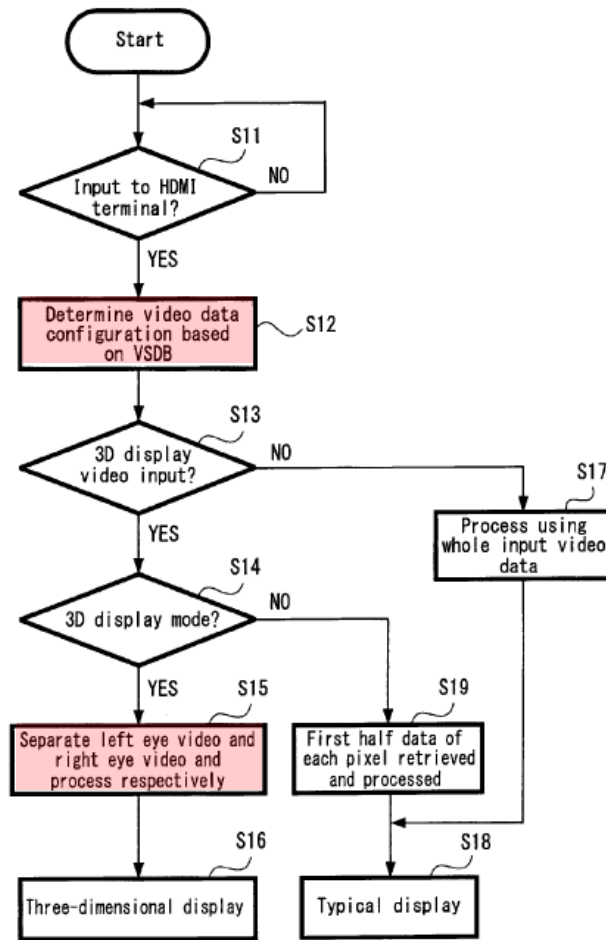 Start
S11
Input to HDMI
terminal?
NO
YES
Determine video data
configuration based
on VSDB
S12
S13
3D display
video input?
NO
YES
S17
Process using
whole input video
data
S14
3D display mode?
NO
YES
S15
Separate left eye video and
right eye video and
process respectively
S19
First half data of
each pixel retrieved
and processed
S16
Three-dimensional display
S18
Typical display